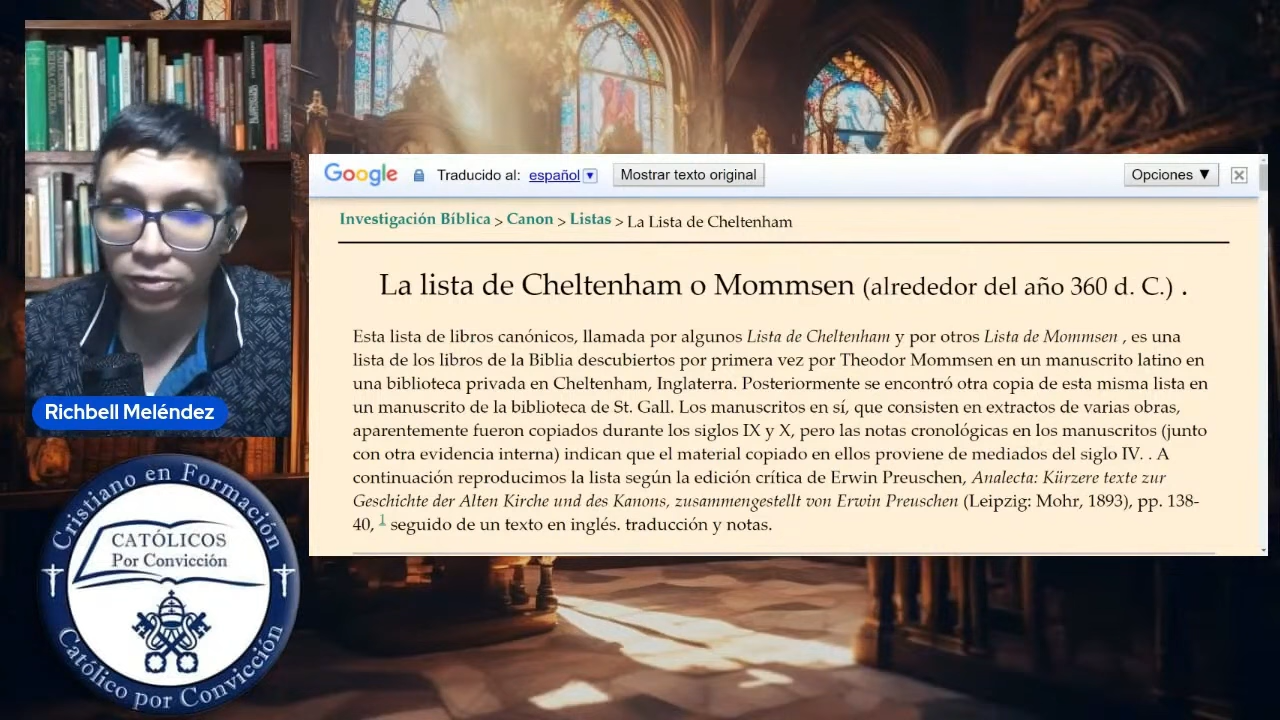 Google Traducido al: español Mostrar texto original Opciones ▼
Investigación Bíblica > Canon > Listas > La Lista de Cheltenham
La lista de Cheltenham o Mommsen (alrededor del año 360 d. C.) .
Esta lista de libros canónicos, llamada por algunos Lista de Cheltenham y por otros Lista de Mommsen , es una
lista de los libros de la Biblia descubiertos por primera vez por Theodor Mommsen en un manuscrito latino en
una biblioteca privada en Cheltenham, Inglaterra. Posteriormente se encontró otra copia de esta misma lista en
un manuscrito de la biblioteca de St. Gall. Los manuscritos en sí, que consisten en extractos de varias obras,
aparentemente fueron copiados durante los siglos IX y X, pero las notas cronológicas en los manuscritos (junto
con otra evidencia interna) indican que el material copiado en ellos proviene de mediados del siglo IV. . A
continuación reproducimos la lista según la edición crítica de Erwin Preuschen, Analecta: Kürzere texte zur
Geschichte der Alten Kirche und des Kanons, zusammengestellt von Erwin Preuschen (Leipzig: Mohr, 1893), pp. 138-
40, 1 seguido de un texto en inglés. traducción y notas.
Richbell Meléndez
Cristiano en Formación
CATÓLICOS
Por Convicción
Católico por Convicción